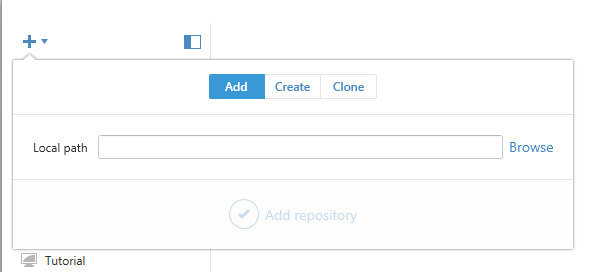 Add Create Clone
Local path Browse
Add repository
Tutorial